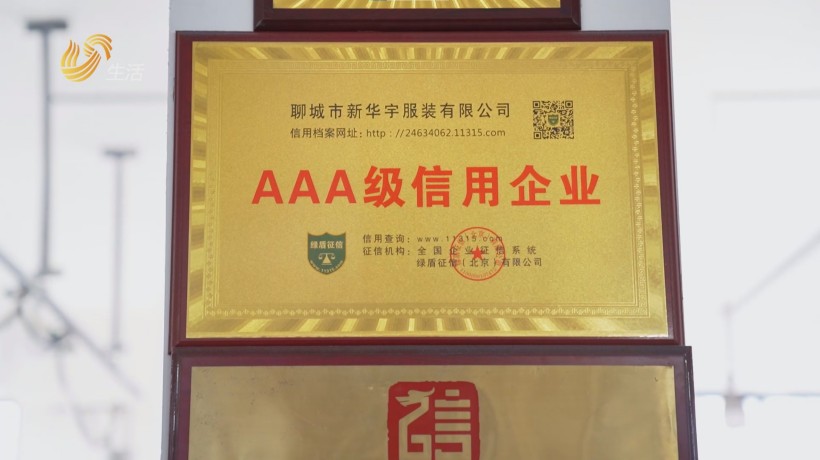 生活
聊城市新华宇服装有限公司
信用档案网址：http：//24634062.11315.com
AAA级信用企业
绿盾征信
信用查询：www.11315.com
征信机构：全国企业征信系统
绿盾征信（北京）有限公司
信